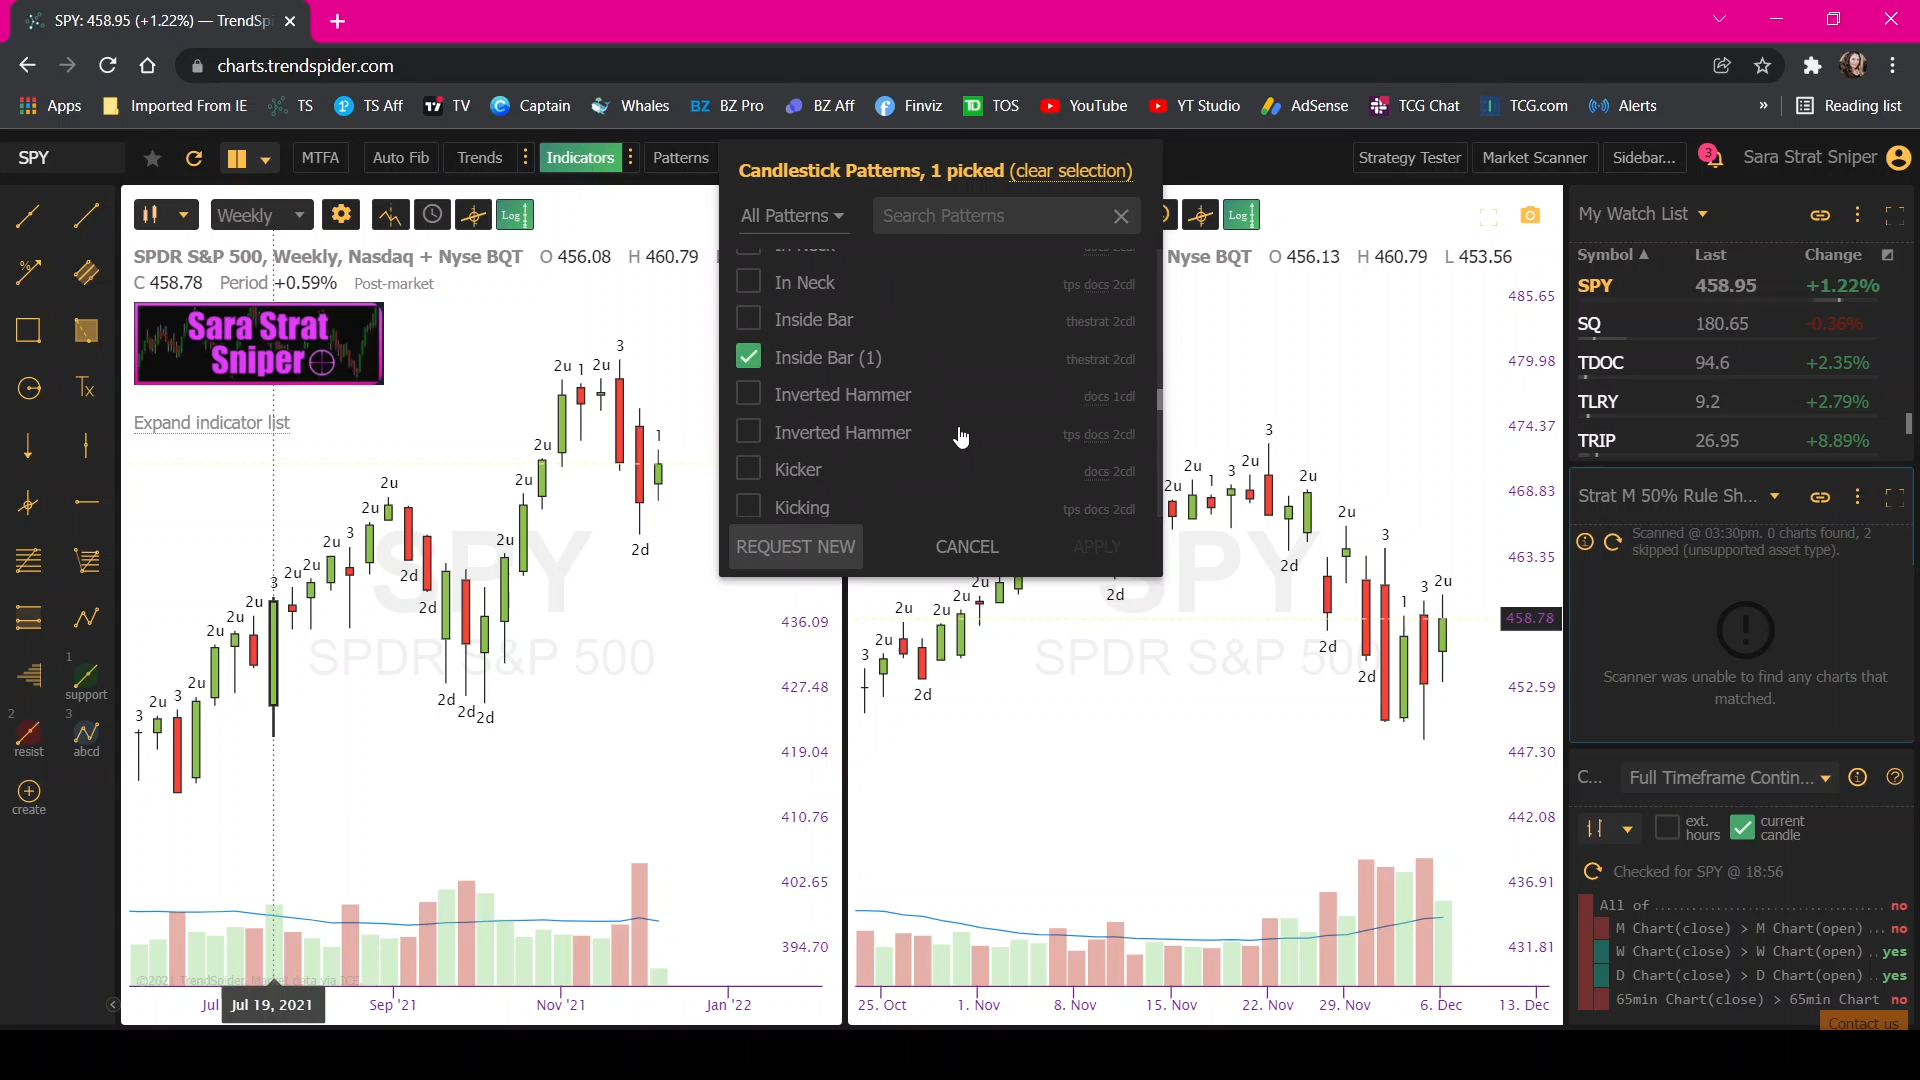 SPY: 458.95 (+1.22%) — TrendSpi
charts.trendspider.com
Apps
Imported From IE
TS
TS Aff
TV
Captain
Whales
BZ BZ Pro
BZ Aff
Finviz
TOS
YouTube
YT Studio
AdSense
TCG Chat
TCG.com
Alerts
»
Reading list
SPY
MTFA
Auto Fib
Trends
Indicators
Patterns
Strategy Tester
Market Scanner
Sidebar...
3
Sara Strat Sniper
Candlestick Patterns, 1 picked (clear selection)
All Patterns
Search Patterns
In Neck
tps docs 2cdl
Inside Bar
thestrat 2cdl
Inside Bar (1)
thestrat 2cdl
Inverted Hammer
docs 1cdl
Inverted Hammer
tps docs 2cdl
Kicker
docs 2cdl
Kicking
tps docs 2cdl
REQUEST NEW
CANCEL
APPLY
Weekly
Log
SPDR S&P 500, Weekly, Nasdaq + Nyse BQT O 456.08 H 460.79
C 458.78 Period +0.59% Post-market
Sara Strat
Sniper
Expand indicator list
SPY
SPDR S&P 500
436.09
427.48
419.04
410.76
402.65
394.70
©2021 TrendSpider, Market data via ICE
Jul
Jul 19, 2021
Sep '21
Nov '21
Jan '22
Log
Nyse BQT O 456.13 H 460.79 L 453.56
SPY
SPDR S&P 500
485.65
479.98
474.37
468.83
463.35
458.78
452.59
447.30
442.08
436.91
431.81
25. Oct
1. Nov
8. Nov
15. Nov
22. Nov
29. Nov
6. Dec
13. Dec
1
support
2
resist
3
abcd
create
My Watch List
Symbol Last Change
SPY 458.95 +1.22%
SQ 180.65 -0.36%
TDOC 94.6 +2.35%
TLRY 9.2 +2.79%
TRIP 26.95 +8.89%
Strat M 50% Rule Sh...
Scanned @ 03:30pm. 0 charts found, 2
skipped (unsupported asset type).
Scanner was unable to find any charts that
matched.
C...
Full Timeframe Contin...
ext.
hours
current
candle
Checked for SPY @ 18:56
All of no
M Chart(close) > M Chart(open) ... no
W Chart(close) > W Chart(open) .. yes
D Chart(close) > D Chart(open) .. yes
65min Chart(close) > 65min Chart no
Contact us